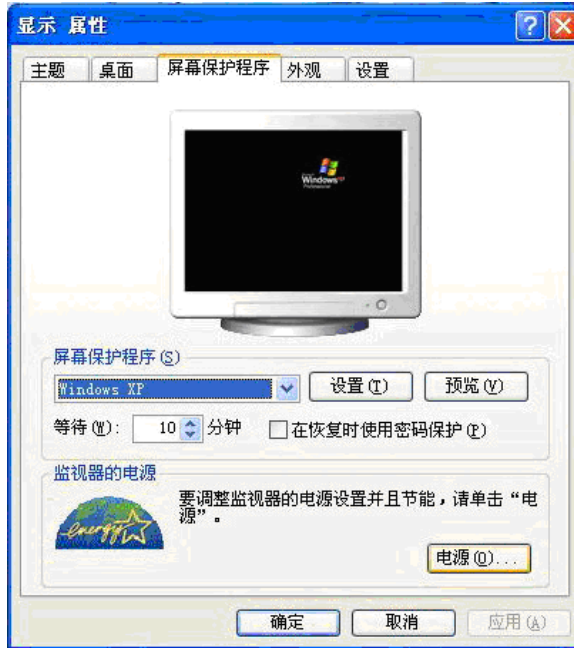 显示 属性
主题 桌面 屏幕保护程序 外观 设置
Windows
屏幕保护程序(S)
Windows XP 设置(T) 预览(V)
等待(W): 10 分钟 在恢复时使用密码保护(P)
监视器的电源
要调整监视器的电源设置并且节能，请单击“电
源”。
energy
电源(O)...
确定 取消 应用(A)